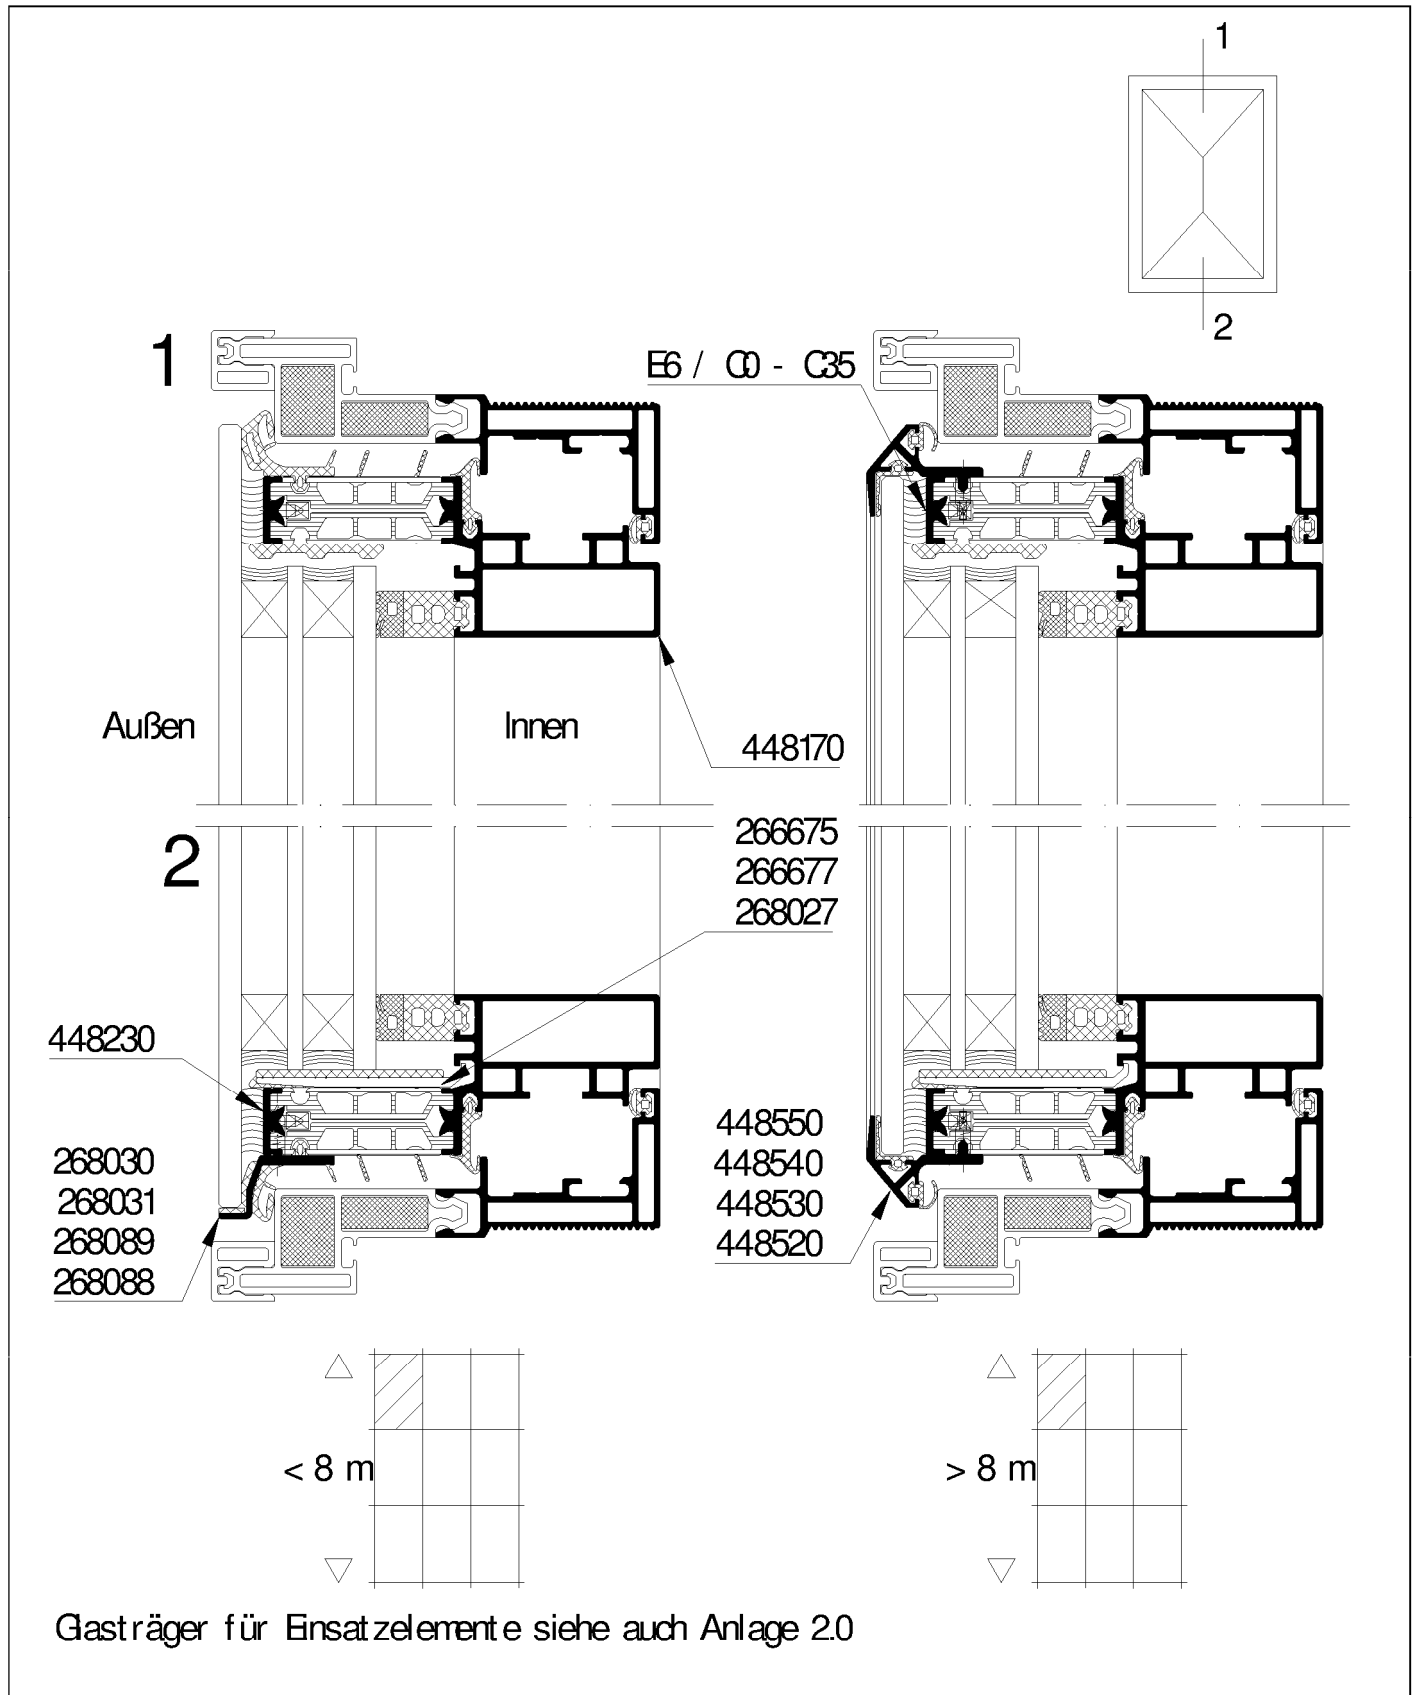 1
2
1
E6 / C0 - C35
Außen
Innen
448170
2
266675
266677
268027
448230
268030
268031
268089
268088
448550
448540
448530
448520
< 8 m
> 8 m
Glasträger für Einsatzelemente siehe auch Anlage 2.0